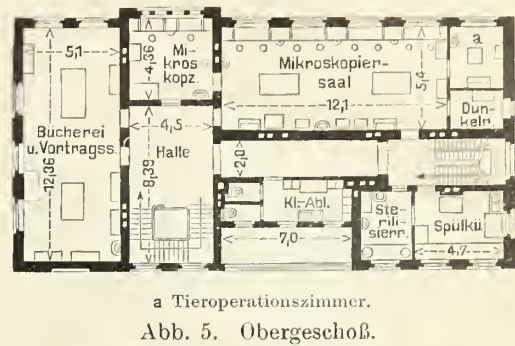 5,1
Mi-
kros
kopz.
4,36
Mikroskopier-
saal
12,1
5,4
a
Dun-
kelr.
Bücherei
u.Vortragss.
12,36
4,5
Halle
8,39
2,0
Kl.-Abl.
7,0
Ste-
rili-
sierr.
Spülkü.
4,7
a Tieroperationszimmer.
Abb. 5. Obergeschoß.